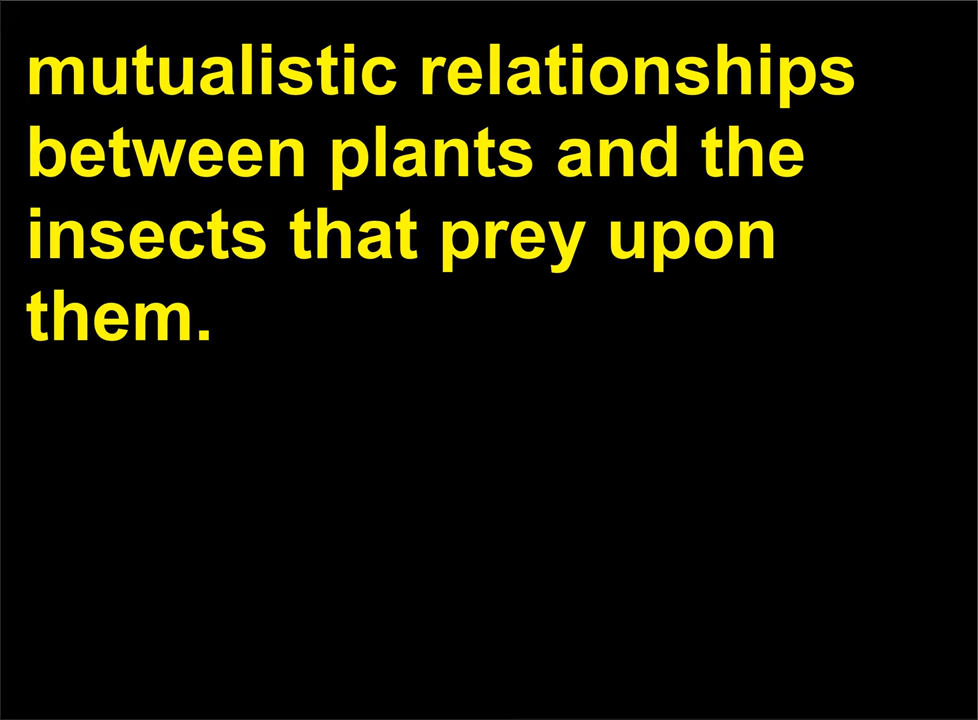 mutualistic relationships
between plants and the
insects that prey upon
them.